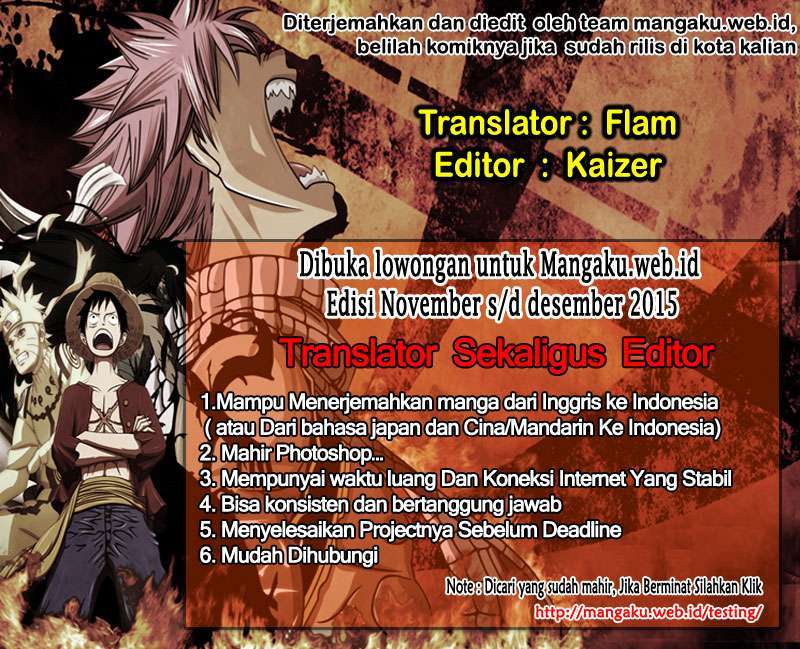 Diterjemahkan dan diedit oleh team mangaku.web.id,
belilah komiknya jika sudah rilis di kota kalian
Translator : Flam
Editor : Kaizer
Dibuka lowongan untuk Mangaku.web.id
Edisi November s/d desember 2015
Translator Sekaligus Editor
1.Mampu Menerjemahkan manga dari Inggris ke Indonesia
( atau Dari bahasa japan dan Cina/Mandarin Ke Indonesia)
2. Mahir Photoshop...
3. Mempunyai waktu luang Dan Koneksi Internet Yang Stabil
4. Bisa konsisten dan bertanggung jawab
5. Menyelesaikan Projectnya Sebelum Deadline
6. Mudah Dihubungi
Note : Dicari yang sudah mahir, Jika Berminat Silahkan Klik
http://mangaku.web.id/testing/